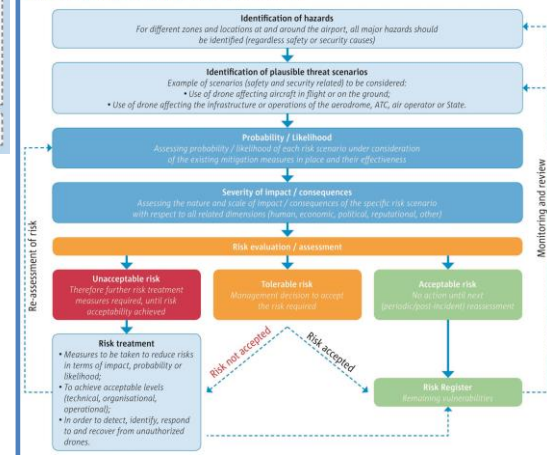 Identification of hazards
For different zones and locations at and around the airport, all major hazards should
be identified (regardless safety or security causes)
Identification of plausible threat scenarios
Example of scenarios (safety and security related) to be considered:
• Use of drone affecting aircraft in flight or on the ground;
• Use of drone affecting the infrastructure or operations of the aerodrome, ATC, air operator or State.
Probability / Likelihood
Assessing probability / likelihood of each risk scenario under consideration
of the existing mitigation measures in place and their effectiveness
Severity of impact / consequences
Assessing the nature and scale of impact / consequences of the specific risk scenario
with respect to all related dimensions (human, economic, political, reputational, other)
Risk evaluation / assessment
Unacceptable risk
Therefore further risk treatment
measures required, until risk
acceptability achieved
Tolerable risk
Management decision to accept
the risk required
Acceptable risk
No action until next
(periodic/post incident) reassessment
Risk treatment
• Measures to be taken to reduce risks
in terms of impact, probability or
likelihood;
• To achieve acceptable levels
(technical, organisational,
operational);
• In order to detect, identify, respond
to and recover from unauthorized
drones.
Risk not accepted
Risk accepted
Risk Register
Remaining vulnerabilities
Re-assessment of risk
Monitoring and review